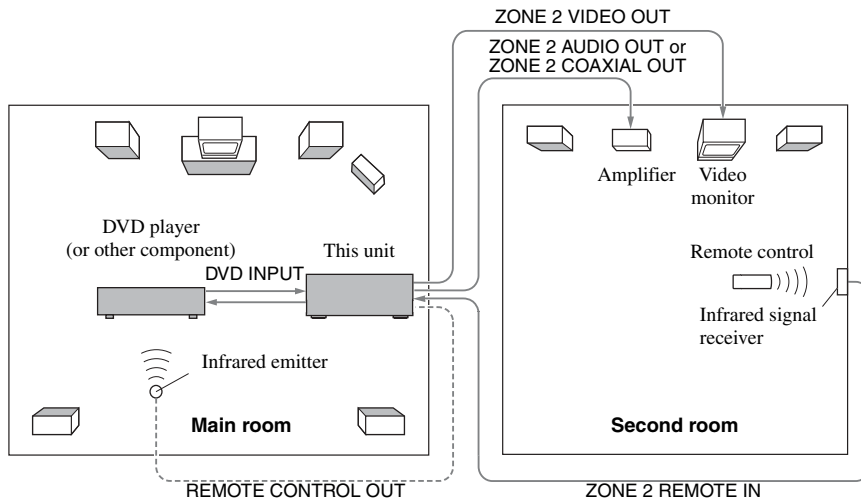 ZONE 2 VIDEO OUT
ZONE 2 AUDIO OUT or
ZONE 2 COAXIAL OUT
Amplifier
Video
monitor
DVD player
(or other component)
This unit
DVD INPUT
Remote control
Infrared signal
receiver
Infrared emitter
Main room
Second room
REMOTE CONTROL OUT
ZONE 2 REMOTE IN